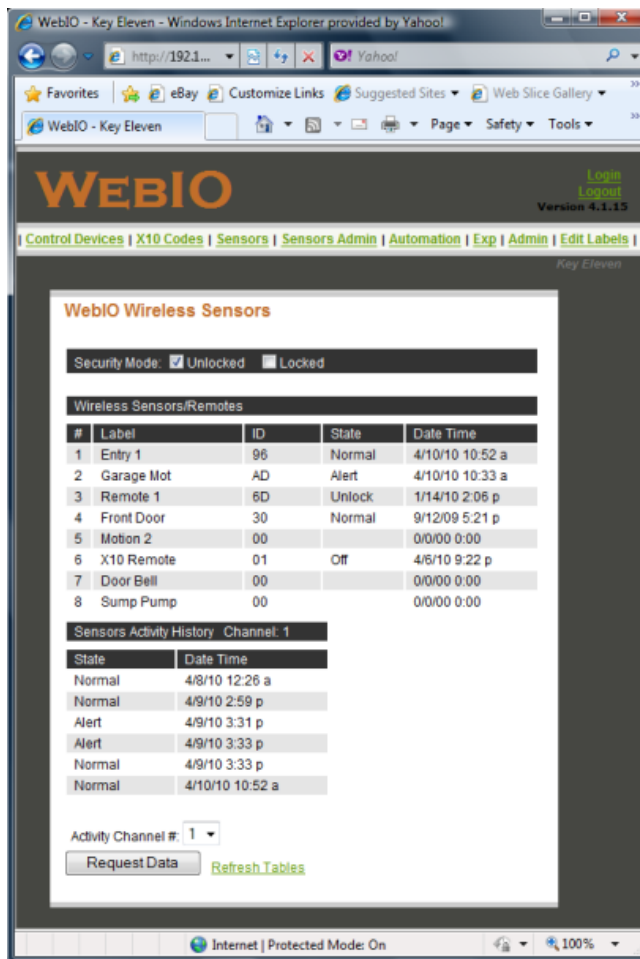 WebIO - Key Eleven - Windows Internet Explorer provided by Yahoo!
http://192.1...
Yahoo!
Favorites eBay Customize Links Suggested Sites Web Slice Gallery
WebIO - Key Eleven Page Safety Tools
WEBIO
Login
Logout
Version 4.1.15
| Control Devices | X10 Codes | Sensors | Sensors Admin | Automation | Exp | Admin | Edit Labels |
Key Eleven
WebIO Wireless Sensors
Security Mode: Unlocked Locked
Wireless Sensors/Remotes
# Label ID State Date Time
1 Entry 1 96 Normal 4/10/10 10:52 a
2 Garage Mot AD Alert 4/10/10 10:33 a
3 Remote 1 6D Unlock 1/14/10 2:06 p
4 Front Door 30 Normal 9/12/09 5:21 p
5 Motion 2 00 0/0/00 0:00
6 X10 Remote 01 Off 4/6/10 9:22 p
7 Door Bell 00 0/0/00 0:00
8 Sump Pump 00 0/0/00 0:00
Sensors Activity History Channel: 1
State Date Time
Normal 4/8/10 12:26 a
Normal 4/9/10 2:59 p
Alert 4/9/10 3:31 p
Alert 4/9/10 3:33 p
Normal 4/9/10 3:33 p
Normal 4/10/10 10:52 a
Activity Channel #: 1
Request Data Refresh Tables
Internet | Protected Mode: On 100%